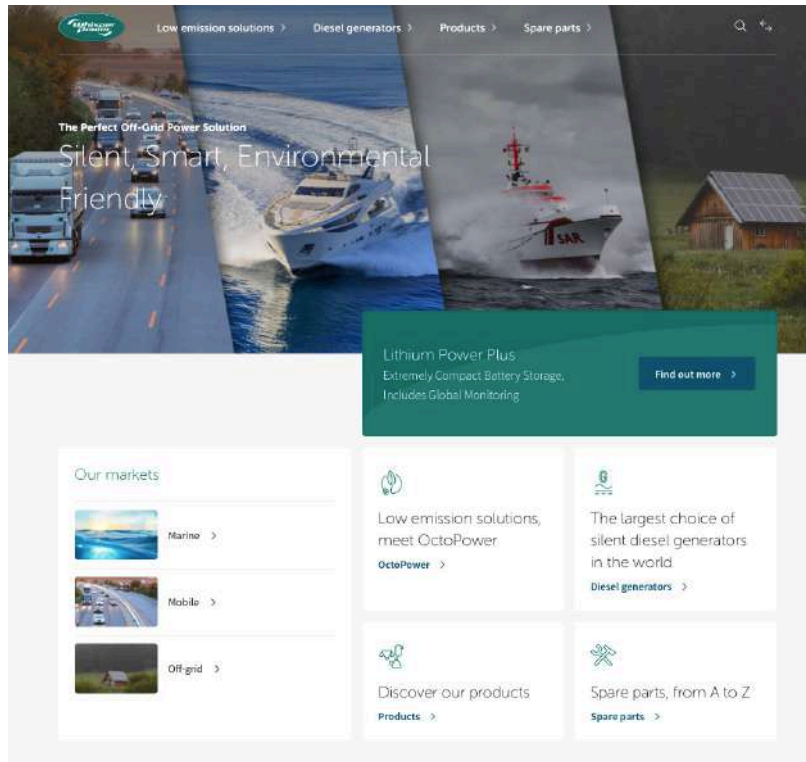 Whisper Power
Low emission solutions
Diesel generators
Products
Spare parts
The Perfect Off-Grid Power Solution
Silent, Smart, Environmental
Friendly
SAR
Lithium Power Plus
Extremely Compact Battery Storage,
Includes Global Monitoring
Find out more
Our markets
Marine
Mobile
Off-grid
Low emission solutions,
meet OctoPower
OctoPower
G
The largest choice of
silent diesel generators
in the world
Diesel generators
Discover our products
Products
Spare parts, from A to Z
Spare parts